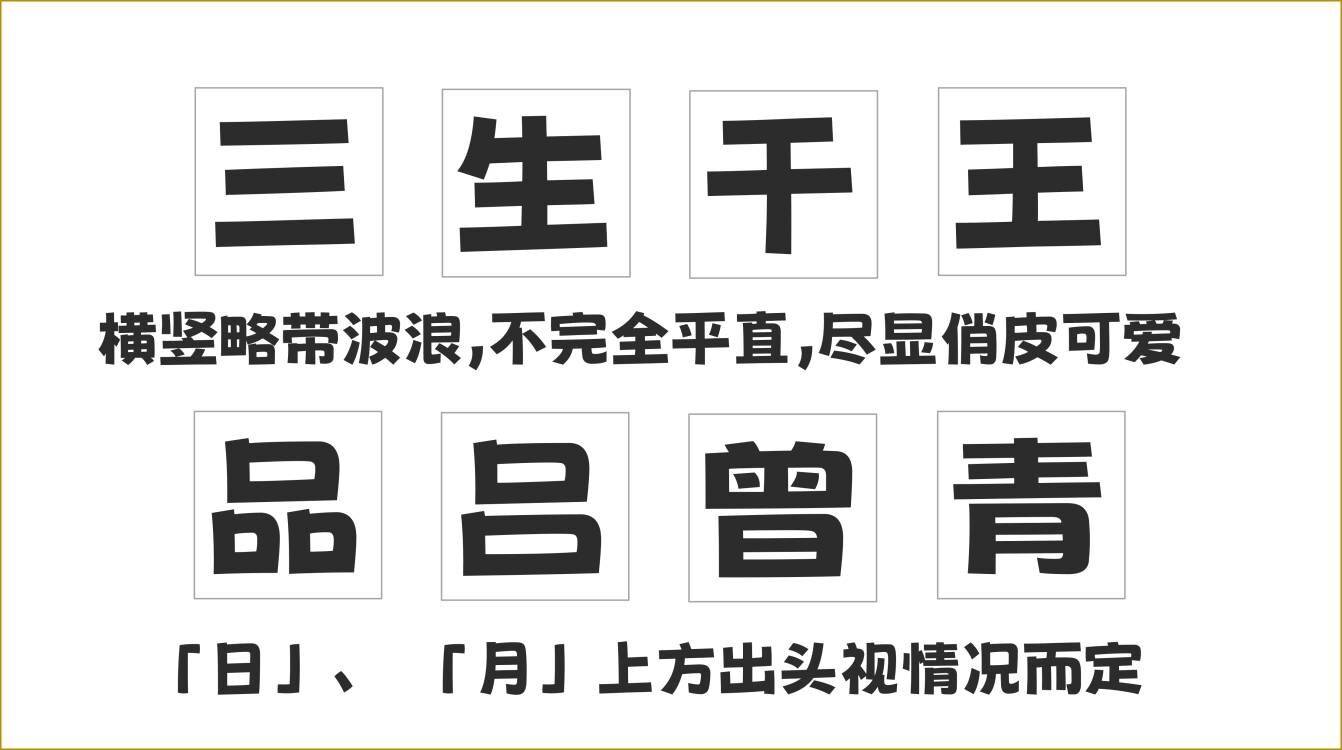 三生千王
横竖略带波浪,不完全平直,尽显俏皮可爱
品吕曾青
「日」、「月」上方出头视情况而定